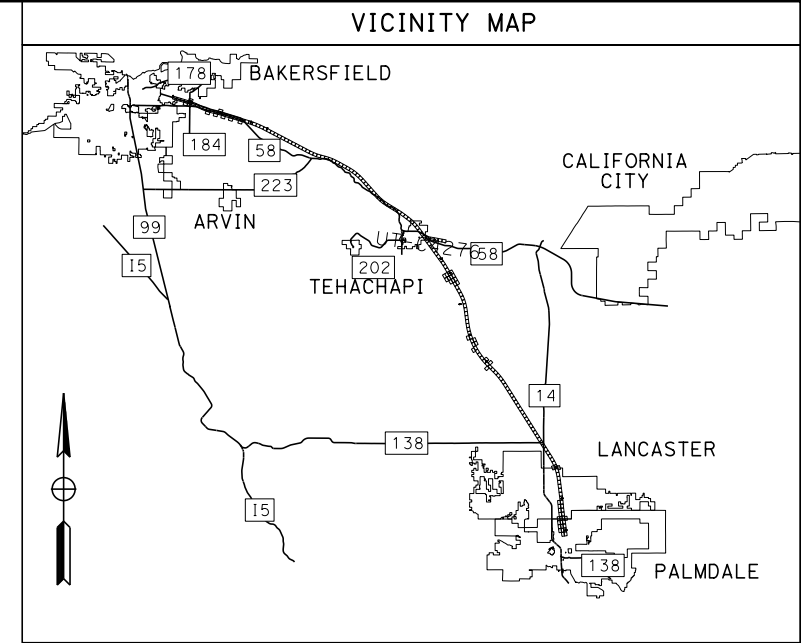 VICINITY MAP
178
BAKERSFIELD
184
58
CALIFORNIA
CITY
223
ARVIN
99
58
I5
202
TEHACHAPI
14
138
LANCASTER
I5
138
PALMDALE